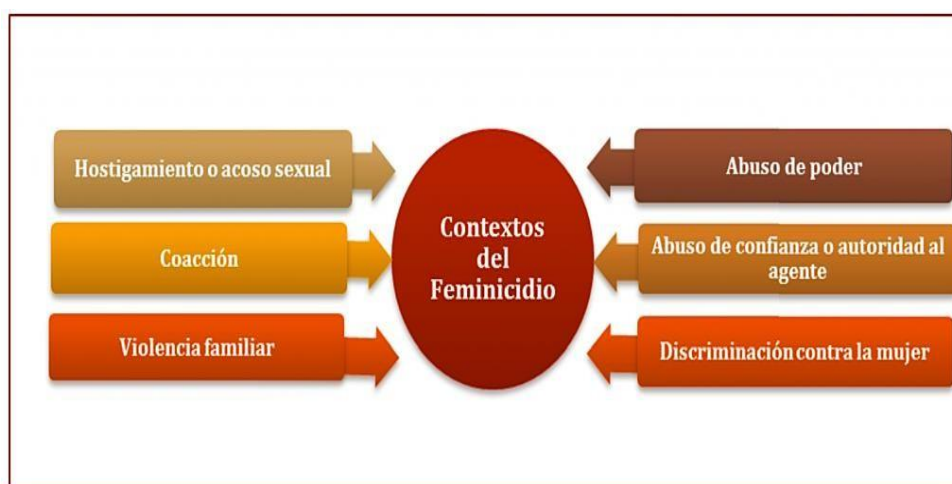 Hostigamiento o acoso sexual
Coacción
Violencia familiar
Contextos
del
Feminicidio
Abuso de poder
Abuso de confianza o autoridad al
agente
Discriminación contra la mujer